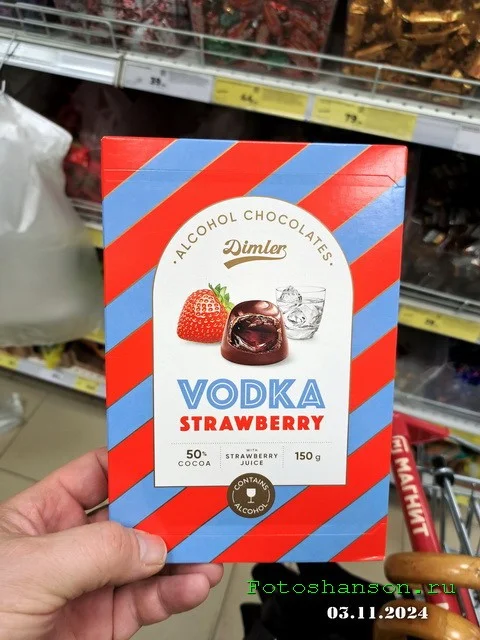 · ALCOHOL CHOCOLATES ·
Dimler
VODKA
STRAWBERRY
50% COCOA
WITH STRAWBERRY JUICE
150 g
CONTAINS ALCOHOL
МАГНИТ
Fotoshanson.ru
03.11.2024